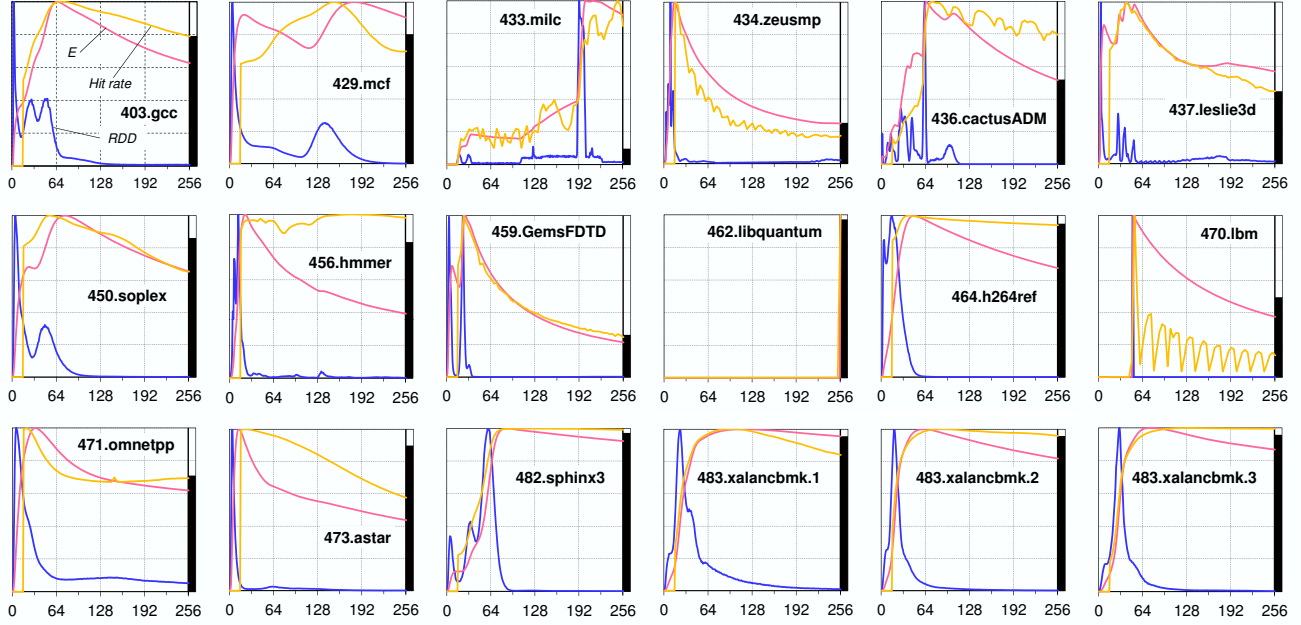 E
Hit rate
403.gcc
RDD
0 64 128 192 256
429.mcf
0 64 128 192 256
433.milc
0 64 128 192 256
434.zeusmp
0 64 128 192 256
436.cactusADM
0 64 128 192 256
437.leslie3d
0 64 128 192 256
450.soplex
0 64 128 192 256
456.hmmer
0 64 128 192 256
459.GemsFDTD
0 64 128 192 256
462.libquantum
0 64 128 192 256
464.h264ref
0 64 128 192 256
470.lbm
0 64 128 192 256
471.omnetpp
0 64 128 192 256
473.astar
0 64 128 192 256
482.sphinx3
0 64 128 192 256
483.xalancbmk.1
0 64 128 192 256
483.xalancbmk.2
0 64 128 192 256
483.xalancbmk.3
0 64 128 192 256